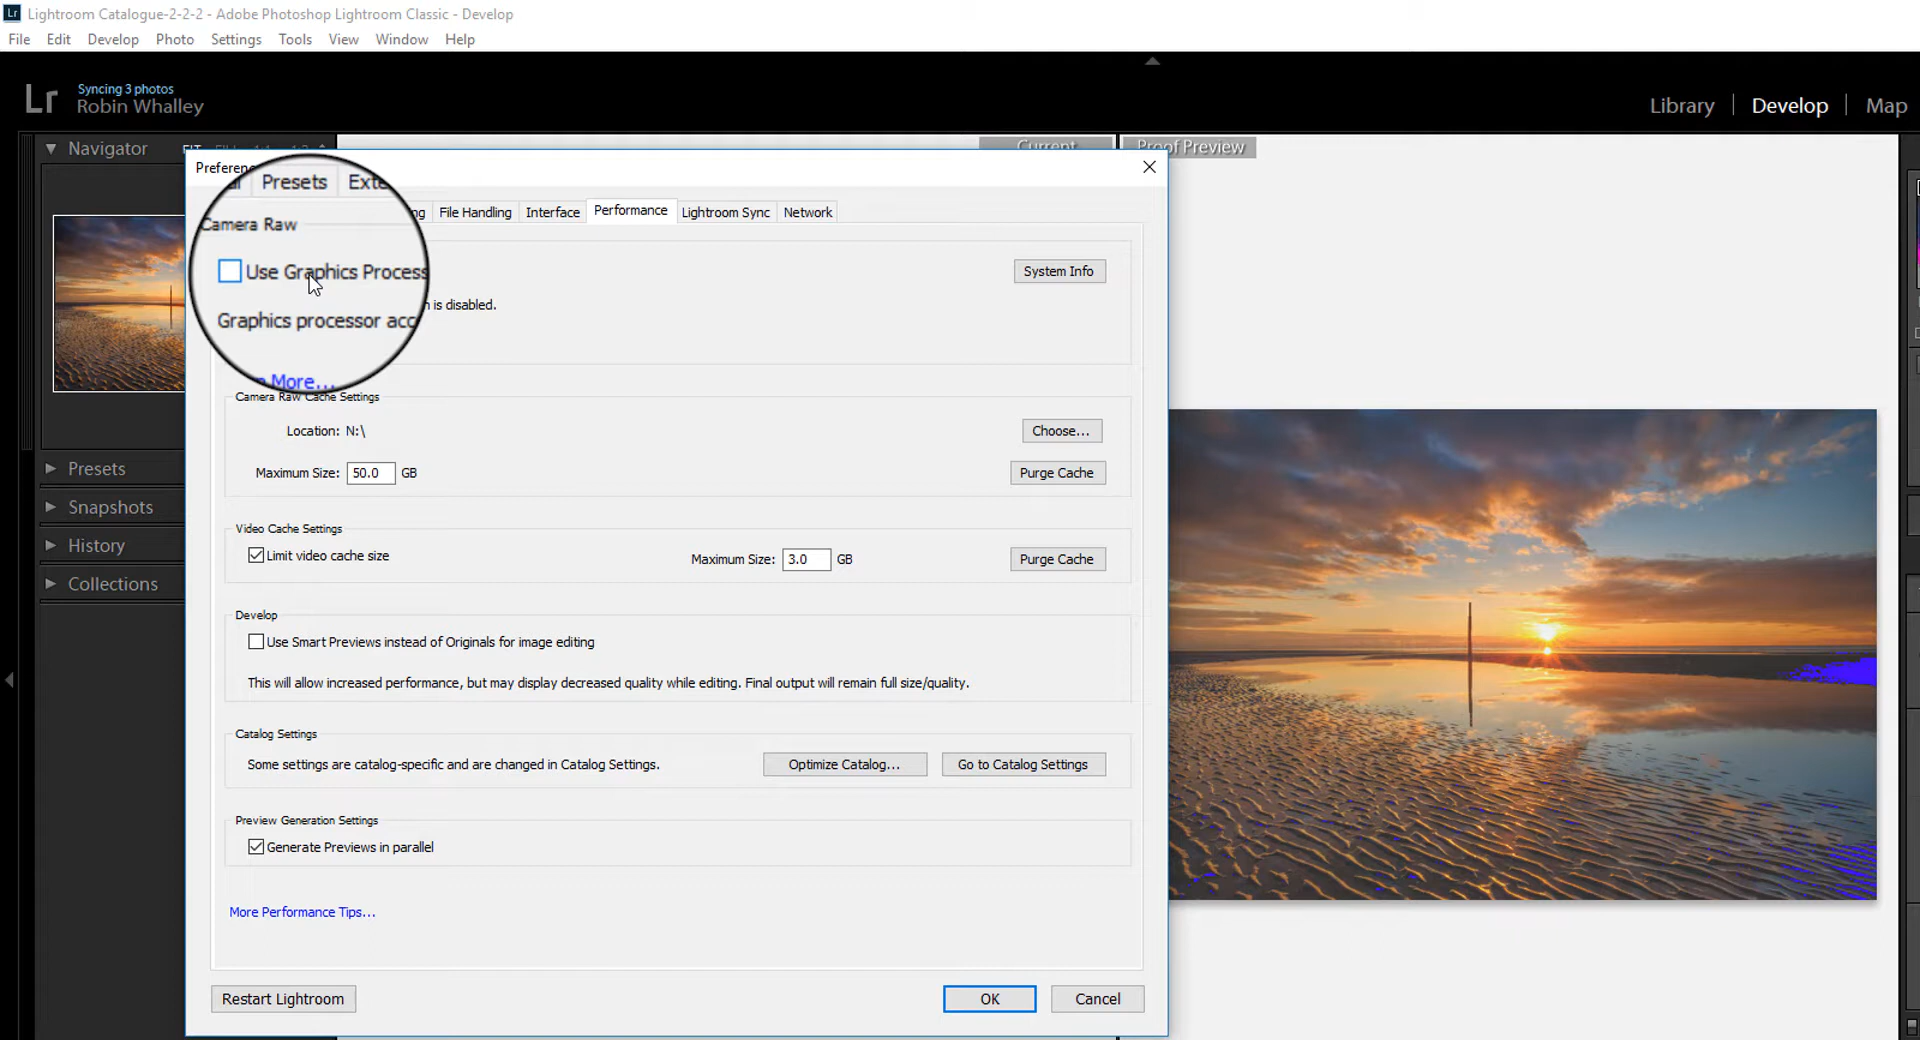 Lr Lightroom Catalogue-2-2-2 - Adobe Photoshop Lightroom Classic - Develop
File Edit Develop Photo Settings Tools View Window Help
Lr
Syncing 3 photos
Robin Whalley
Library Develop Map
Navigator
Current
Proof Preview
Presets
Snapshots
History
Collections
Presets
File Handling Interface Performance Lightroom Sync Network
Camera Raw
Use Graphics
System Info
is disabled.
Graphics processor
More...
Camera Raw Cache Settings
Location: N:\
Choose...
Maximum Size: 50.0 GB
Purge Cache
Video Cache Settings
Limit video cache size
Maximum Size: 3.0 GB
Purge Cache
Develop
Use Smart Previews instead of Originals for image editing
This will allow increased performance, but may display decreased quality while editing. Final output will remain full size/quality.
Catalog Settings
Some settings are catalog-specific and are changed in Catalog Settings.
Optimize Catalog...
Go to Catalog Settings
Preview Generation Settings
Generate Previews in parallel
More Performance Tips...
Restart Lightroom
OK
Cancel